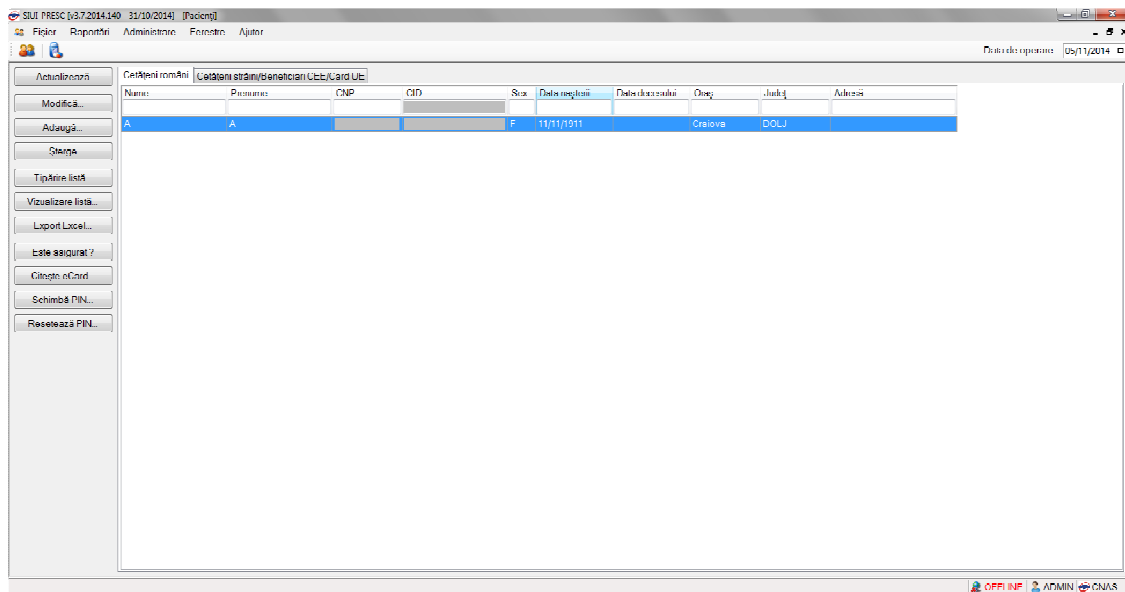 SIUI PRESC [v3.7.2014.140 31/10/2014] [Pacienți]
Fișier Raportări Administrare Ferestre Ajutor
Data de operare 05/11/2014
Actualizează
Modifică...
Adaugă...
Șterge
Tipărire listă
Vizualizare listă...
Export Excel...
Este asigurat ?
Citește eCard
Schimbă PIN...
Resetează PIN...
Cetățeni români Cetățeni străini/Beneficiari CEE/Card UE
Nume Prenume CNP CID Sex Data nașterii Data decesului Oraș Județ Adresă
A A F 11/11/1911 Craiova DOLJ
OFFLINE ADMIN CNAS